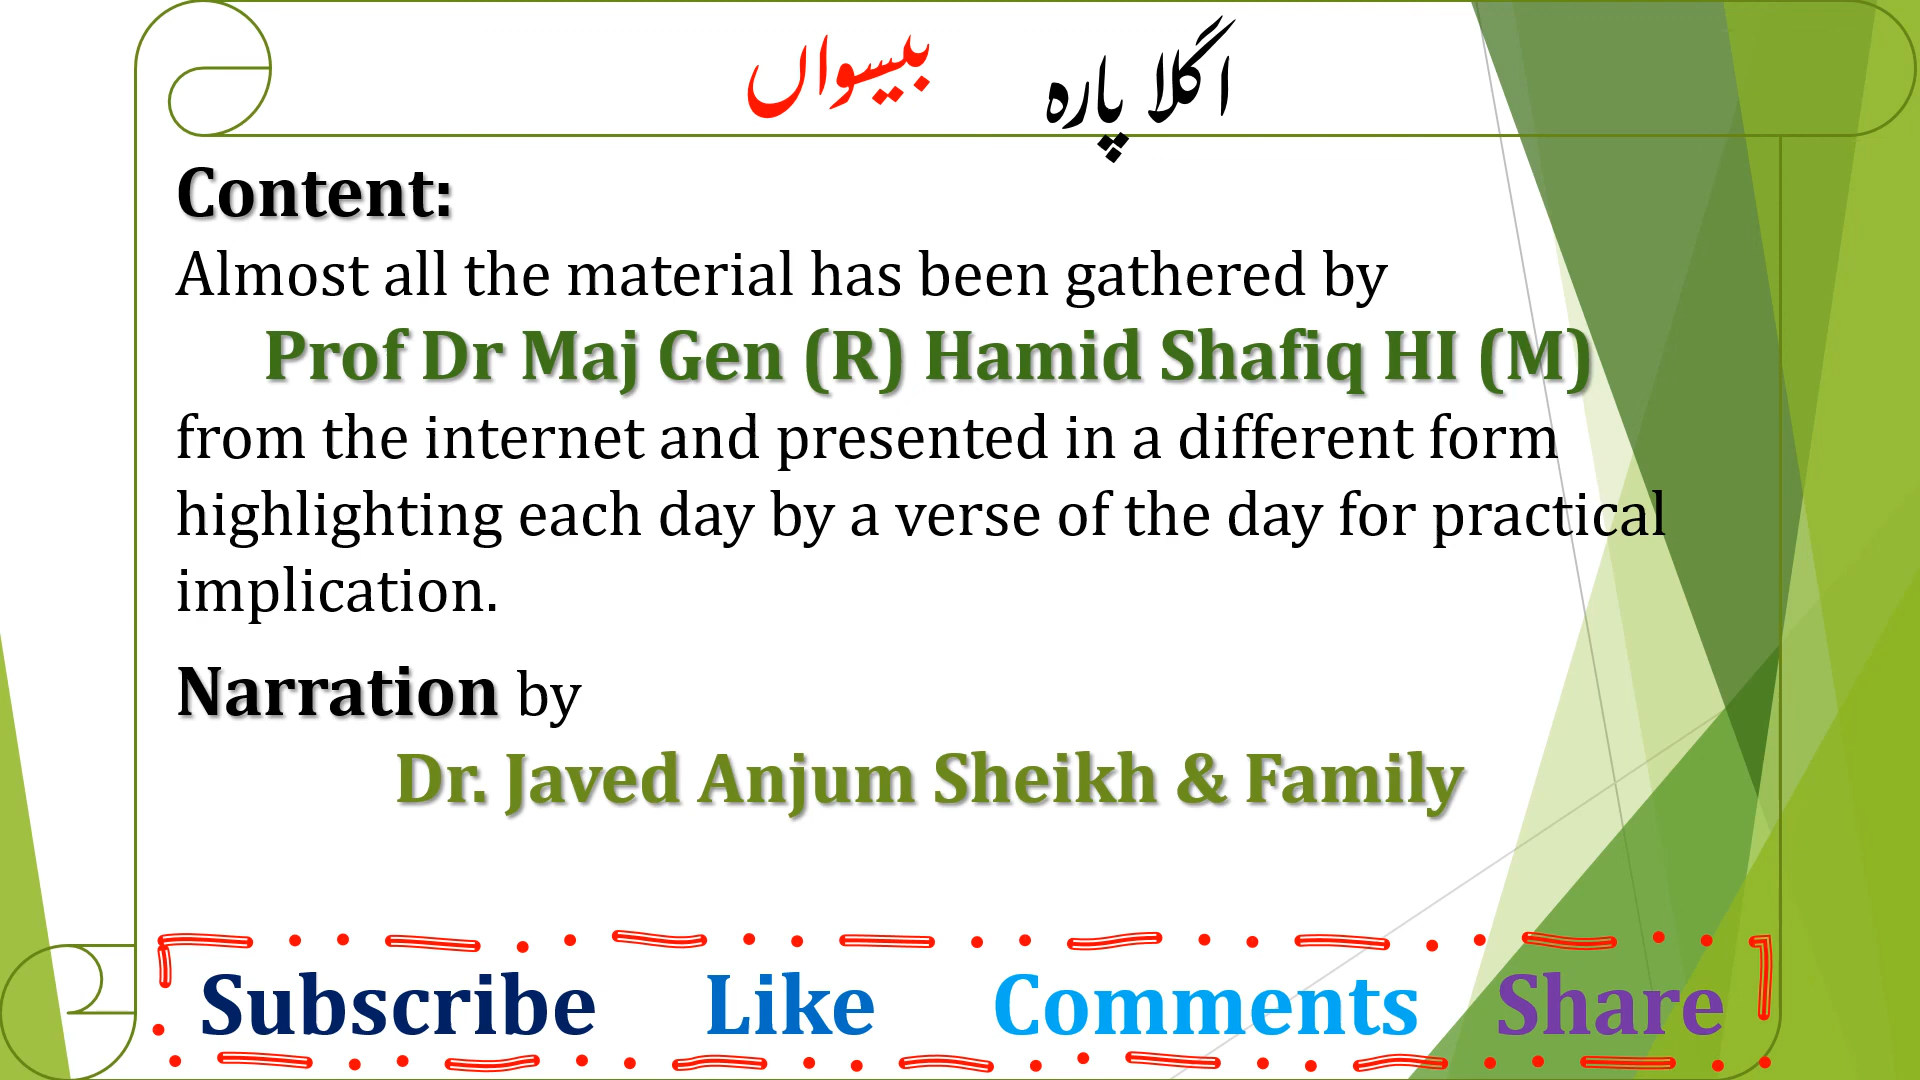 اگلا پارہ بیسواں
Content:
Almost all the material has been gathered by
Prof Dr Maj Gen (R) Hamid Shafiq HI (M)
from the internet and presented in a different form
highlighting each day by a verse of the day for practical
implication.
Narration by
Dr. Javed Anjum Sheikh & Family
Subscribe Like Comments Share